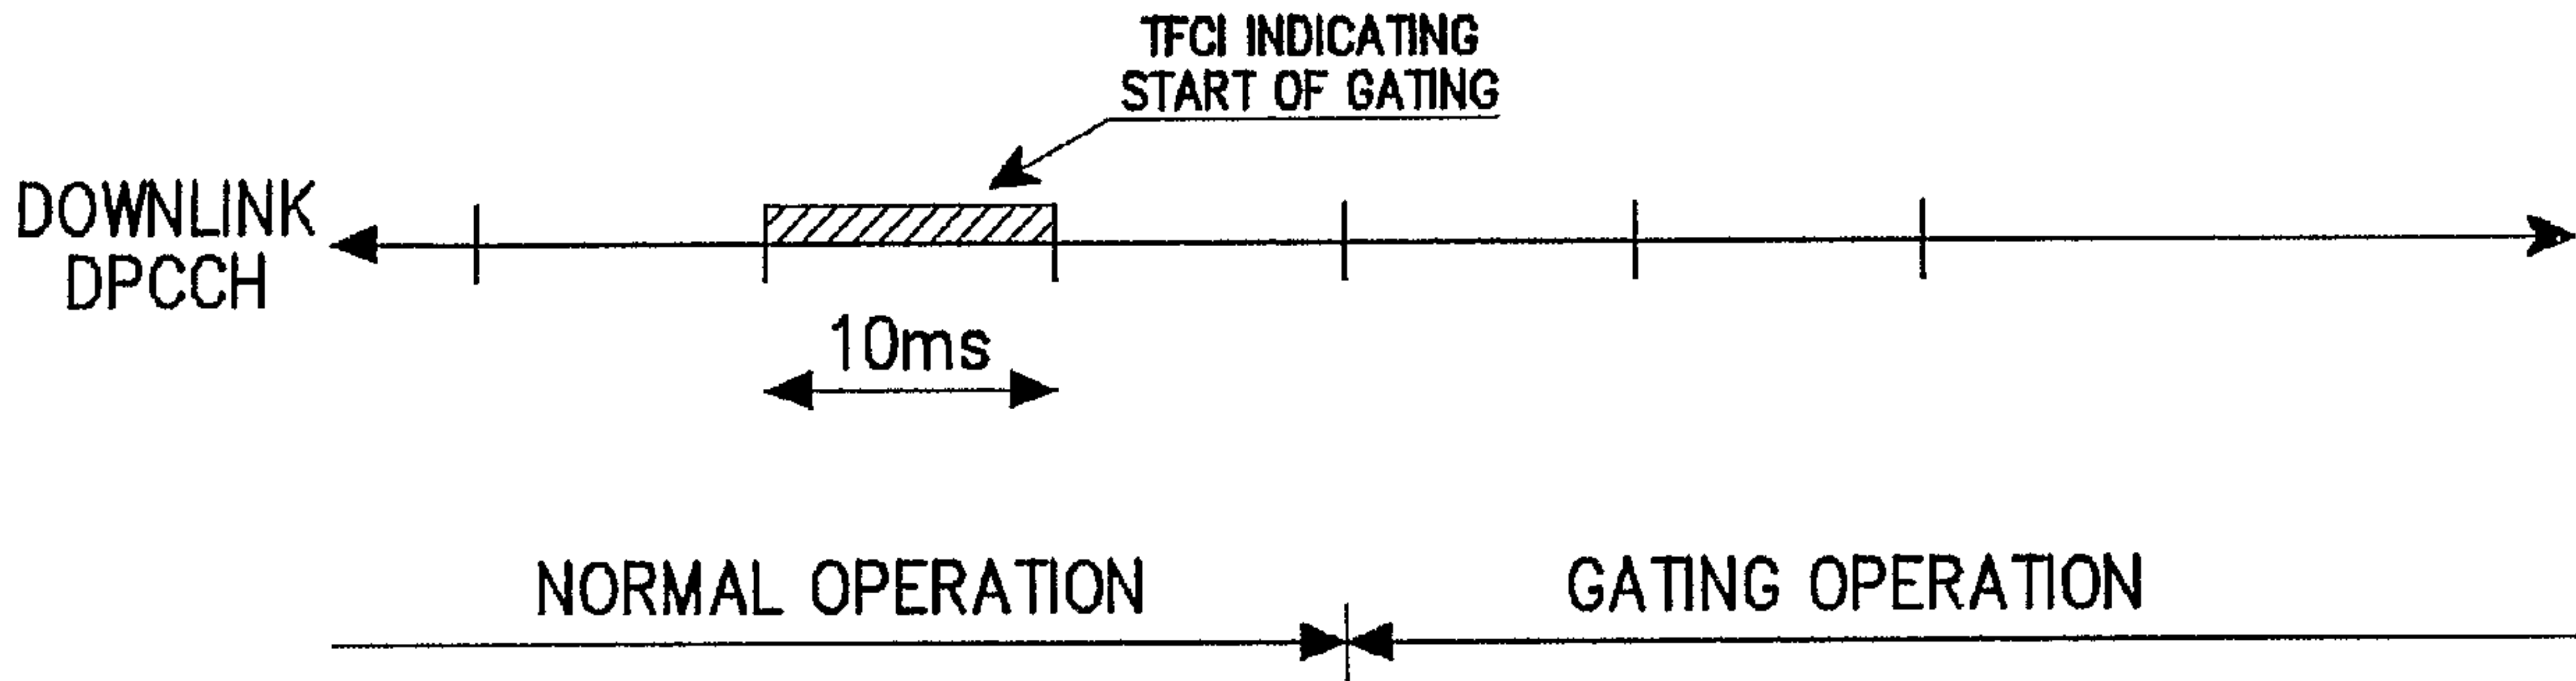 TFCI INDICATING
START OF GATING
DOWNLINK
DPCCH
10ms
NORMAL OPERATION
GATING OPERATION